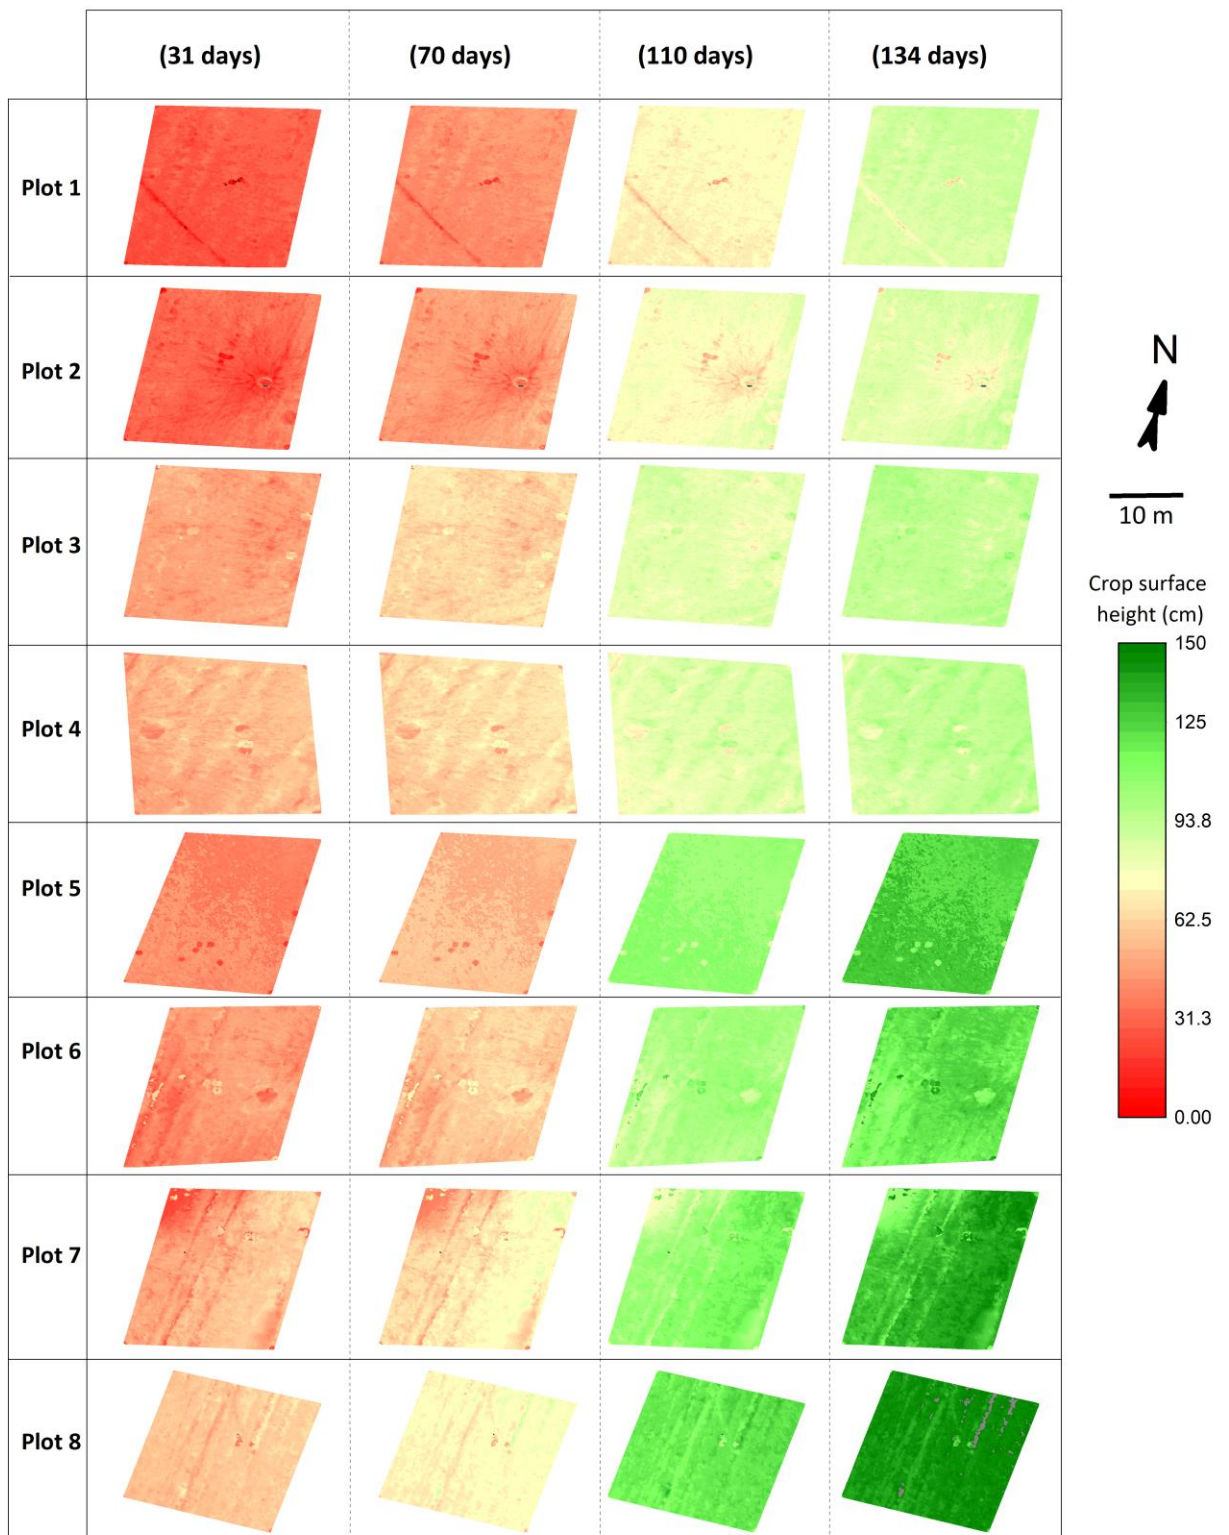 (31 days) (70 days) (110 days) (134 days)
Plot 1
Plot 2
Plot 3
Plot 4
Plot 5
Plot 6
Plot 7
Plot 8
N
10 m
Crop surface
height (cm)
150
125
93.8
62.5
31.3
0.00